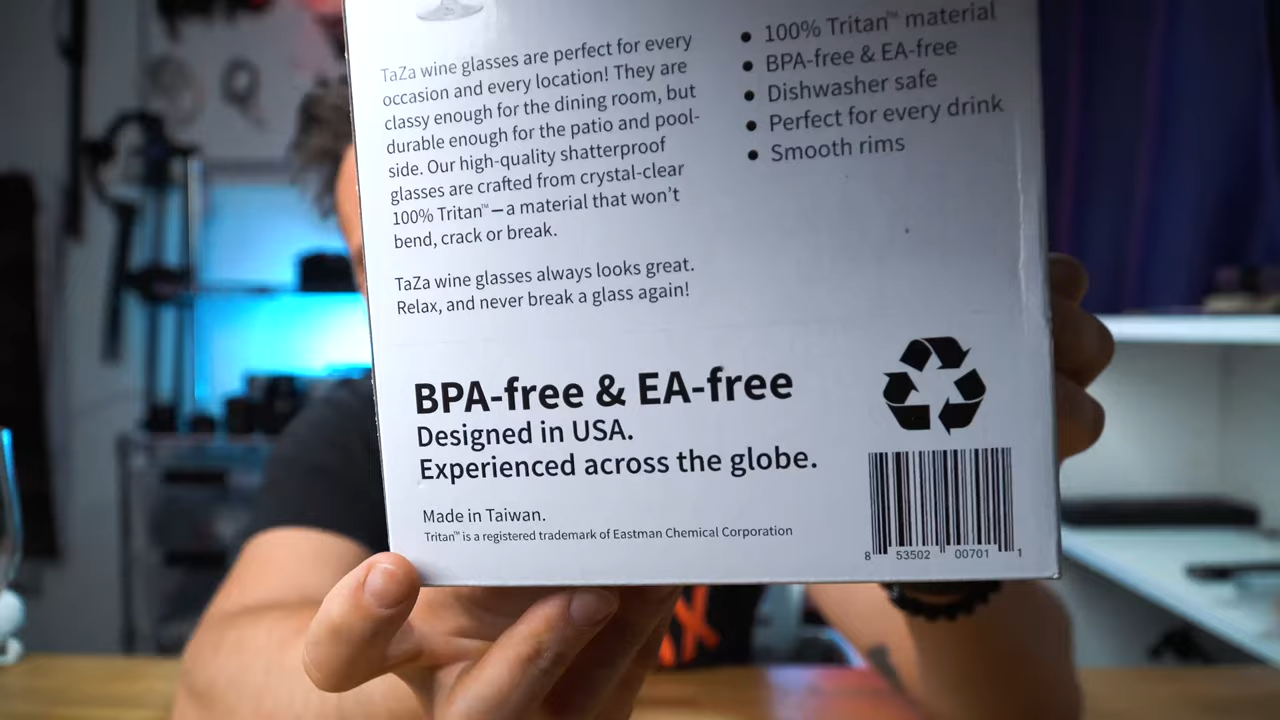 TaZa wine glasses are perfect for every
occasion and every location! They are
classy enough for the dining room, but
durable enough for the patio and pool-
side. Our high-quality shatterproof
glasses are crafted from crystal-clear
100% Tritan™—a material that won't
bend, crack or break.
TaZa wine glasses always looks great.
Relax, and never break a glass again!
• 100% Tritan™ material
• BPA-free & EA-free
• Dishwasher safe
• Perfect for every drink
• Smooth rims
BPA-free & EA-free
Designed in USA.
Experienced across the globe.
Made in Taiwan.
Tritan™ is a registered trademark of Eastman Chemical Corporation
8 53502 00701 1